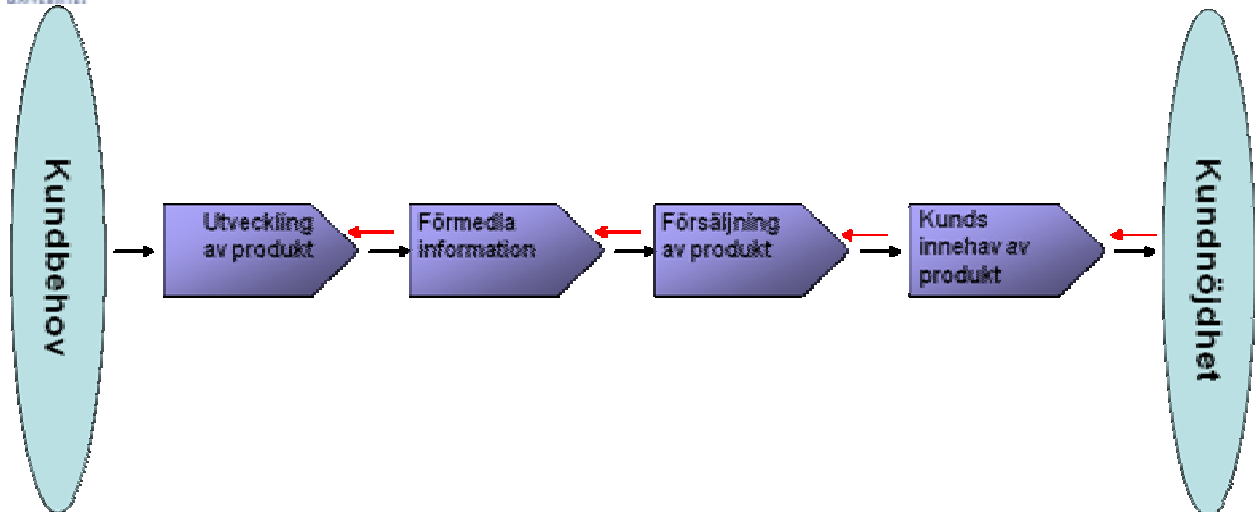 Kundbehov
Utveckling
av produkt
Förmedla
information
Försäljning
av produkt
Kunds
innehav av
produkt
Kundnöjdhet